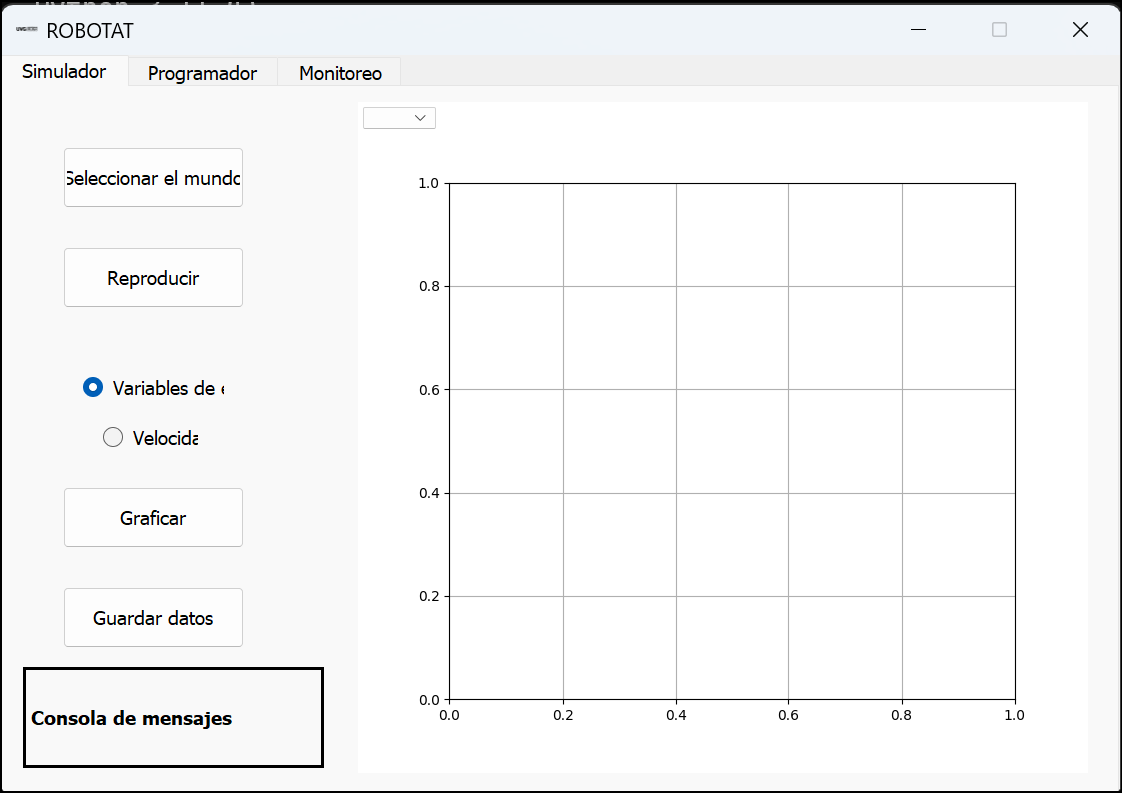 ROBOTAT
Simulador
Programador
Monitoreo
Seleccionar el mundo
Reproducir
Variables de e
Velocida
Graficar
Guardar datos
Consola de mensajes
1.0
0.8
0.6
0.4
0.2
0.0
0.0 0.2 0.4 0.6 0.8 1.0